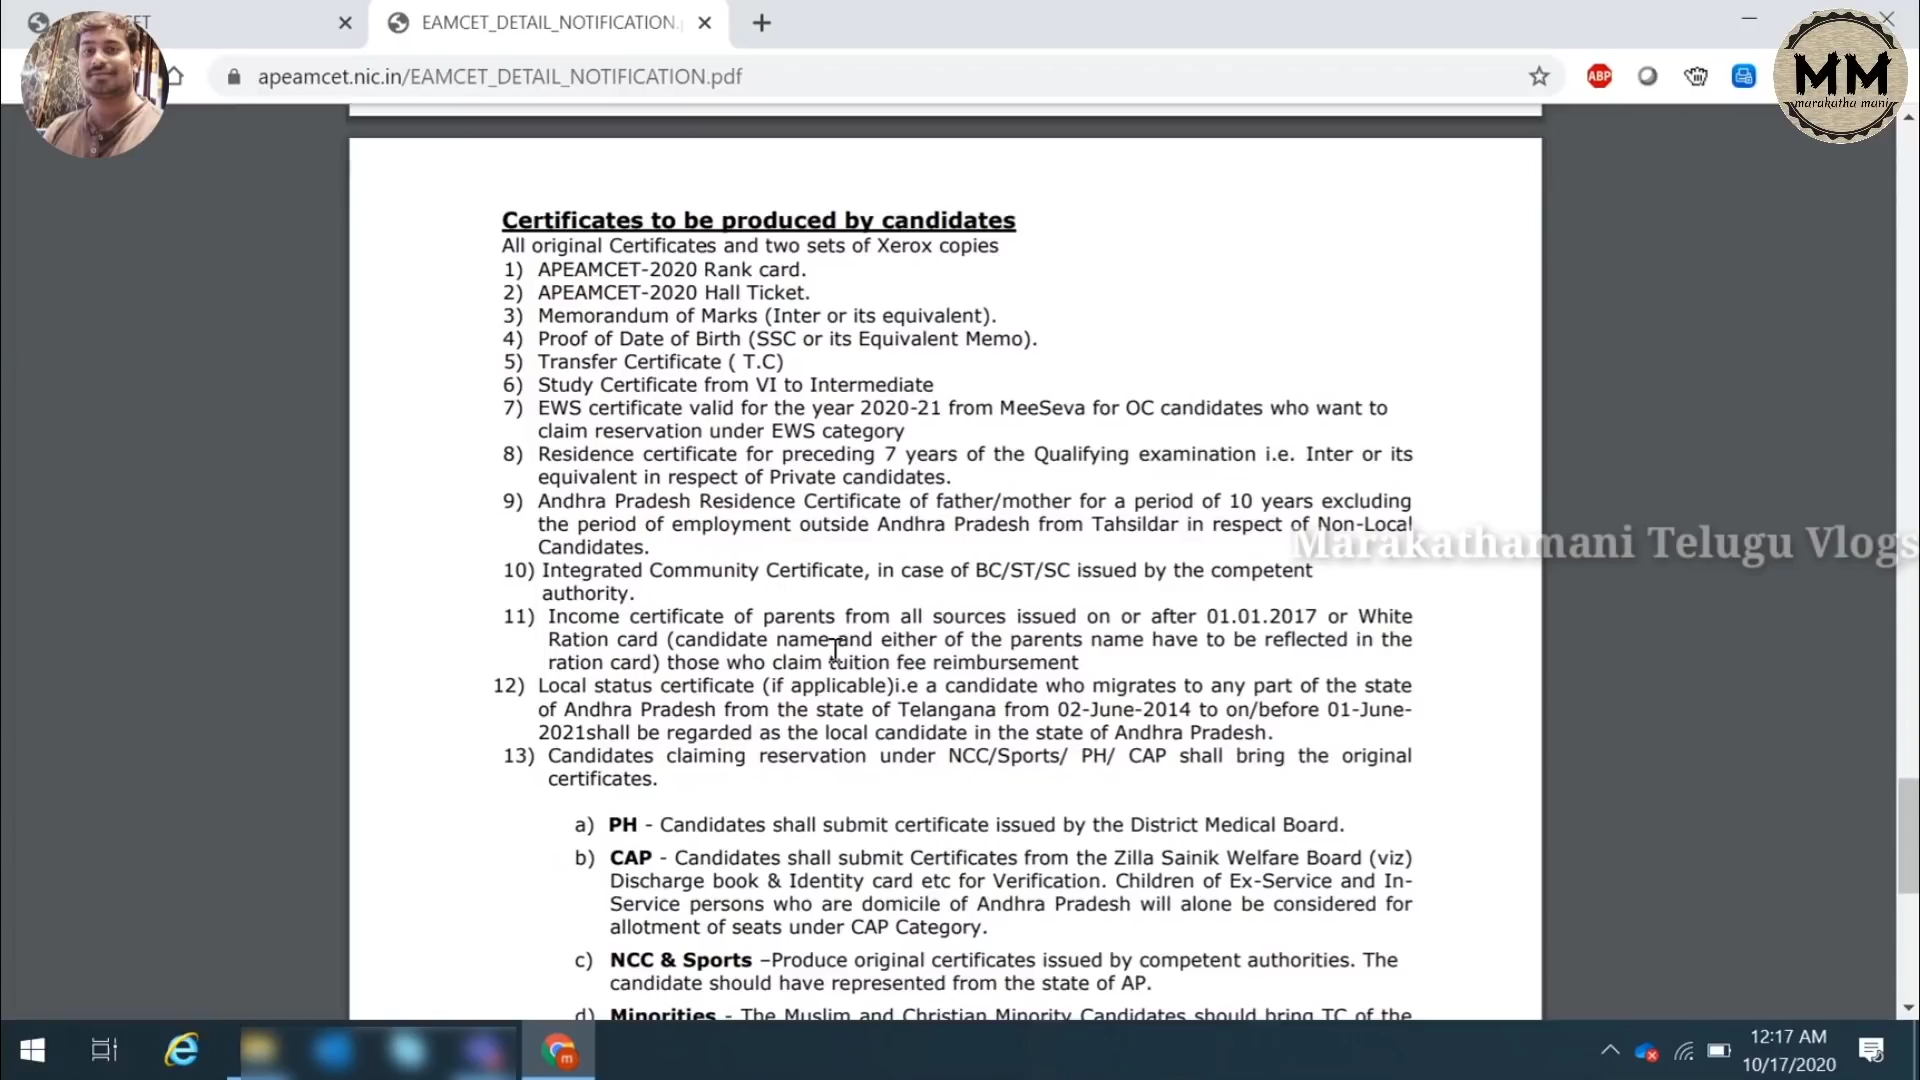 CET
EAMCET_DETAIL_NOTIFICATION.
apeamcet.nic.in/EAMCET_DETAIL_NOTIFICATION.pdf
ABP
MM
marakatha mani
Certificates to be produced by candidates
All original Certificates and two sets of Xerox copies
1) APEAMCET-2020 Rank card.
2) APEAMCET-2020 Hall Ticket.
3) Memorandum of Marks (Inter or its equivalent).
4) Proof of Date of Birth (SSC or its Equivalent Memo).
5) Transfer Certificate ( T.C)
6) Study Certificate from VI to Intermediate
7) EWS certificate valid for the year 2020-21 from MeeSeva for OC candidates who want to
claim reservation under EWS category
8) Residence certificate for preceding 7 years of the Qualifying examination i.e. Inter or its
equivalent in respect of Private candidates.
9) Andhra Pradesh Residence Certificate of father/mother for a period of 10 years excluding
the period of employment outside Andhra Pradesh from Tahsildar in respect of Non-Local
Candidates.
Marakathamani Telugu Vlogs
10) Integrated Community Certificate, in case of BC/ST/SC issued by the competent
authority.
11) Income certificate of parents from all sources issued on or after 01.01.2017 or White
Ration card (candidate name and either of the parents name have to be reflected in the
ration card) those who claim tuition fee reimbursement
12) Local status certificate (if applicable)i.e a candidate who migrates to any part of the state
of Andhra Pradesh from the state of Telangana from 02-June-2014 to on/before 01-June-
2021shall be regarded as the local candidate in the state of Andhra Pradesh.
13) Candidates claiming reservation under NCC/Sports/ PH/ CAP shall bring the original
certificates.
a) PH - Candidates shall submit certificate issued by the District Medical Board.
b) CAP - Candidates shall submit Certificates from the Zilla Sainik Welfare Board (viz)
Discharge book & Identity card etc for Verification. Children of Ex-Service and In-
Service persons who are domicile of Andhra Pradesh will alone be considered for
allotment of seats under CAP Category.
c) NCC & Sports –Produce original certificates issued by competent authorities. The
candidate should have represented from the state of AP.
d) Minorities - The Muslim and Christian Minority Candidates should bring TC of the
m
12:17 AM
10/17/2020